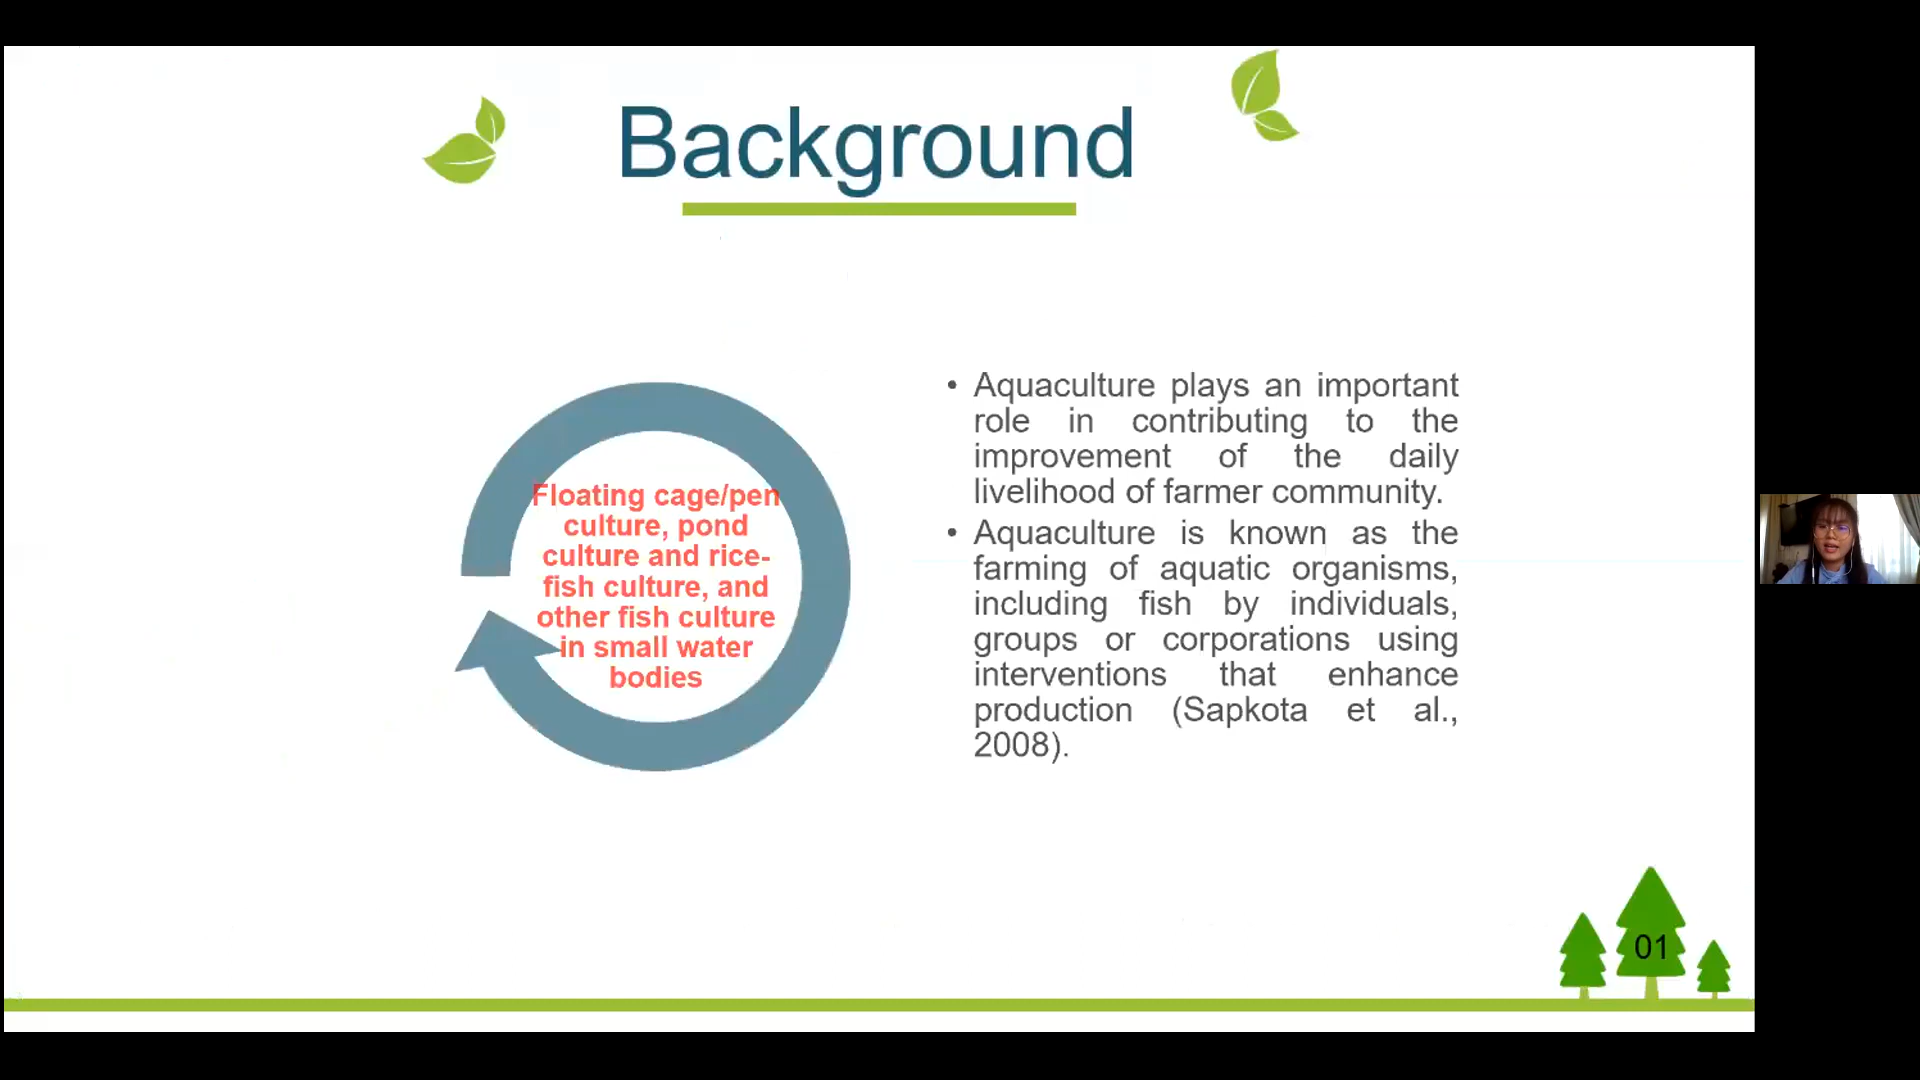 Background
Floating cage/pen
culture, pond
culture and rice-
fish culture, and
other fish culture
in small water
bodies
• Aquaculture plays an important
role in contributing to the
improvement of the daily
livelihood of farmer community.
• Aquaculture is known as the
farming of aquatic organisms,
including fish by individuals,
groups or corporations using
interventions that enhance
production (Sapkota et al.,
2008).
01